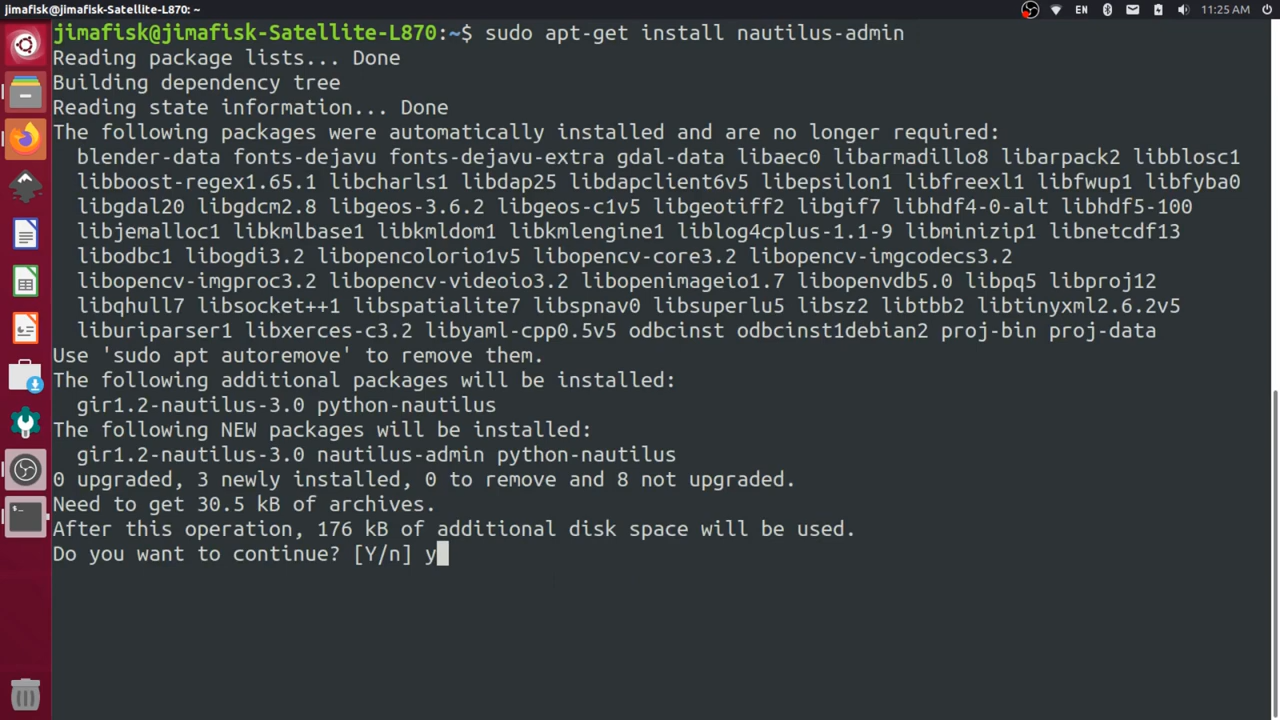 jimafisk@jimafisk-Satellite-L870: ~
EN
11:25 AM
jimafisk@jimafisk-Satellite-L870:~$ sudo apt-get install nautilus-admin
Reading package lists... Done
Building dependency tree
Reading state information... Done
The following packages were automatically installed and are no longer required:
  blender-data fonts-dejavu fonts-dejavu-extra gdal-data libaec0 libarmadillo8 libarpack2 libblosc1
  libboost-regex1.65.1 libcharls1 libdap25 libdapclient6v5 libepsilon1 libfreexl1 libfwup1 libfyba0
  libgdal20 libgdcm2.8 libgeos-3.6.2 libgeos-c1v5 libgeotiff2 libgif7 libhdf4-0-alt libhdf5-100
  libjemalloc1 libkmlbase1 libkmldom1 libkmlengine1 liblog4cplus-1.1-9 libminizip1 libnetcdf13
  libodbc1 libogdi3.2 libopencolorio1v5 libopencv-core3.2 libopencv-imgcodecs3.2
  libopencv-imgproc3.2 libopencv-videoio3.2 libopenimageio1.7 libopenvdb5.0 libpq5 libproj12
  libqhull7 libsocket++1 libspatialite7 libspnav0 libsuperlu5 libsz2 libtbb2 libtinyxml2.6.2v5
  liburiparser1 libxerces-c3.2 libyaml-cpp0.5v5 odbcinst odbcinst1debian2 proj-bin proj-data
Use 'sudo apt autoremove' to remove them.
The following additional packages will be installed:
  gir1.2-nautilus-3.0 python-nautilus
The following NEW packages will be installed:
  gir1.2-nautilus-3.0 nautilus-admin python-nautilus
0 upgraded, 3 newly installed, 0 to remove and 8 not upgraded.
Need to get 30.5 kB of archives.
After this operation, 176 kB of additional disk space will be used.
Do you want to continue? [Y/n] y